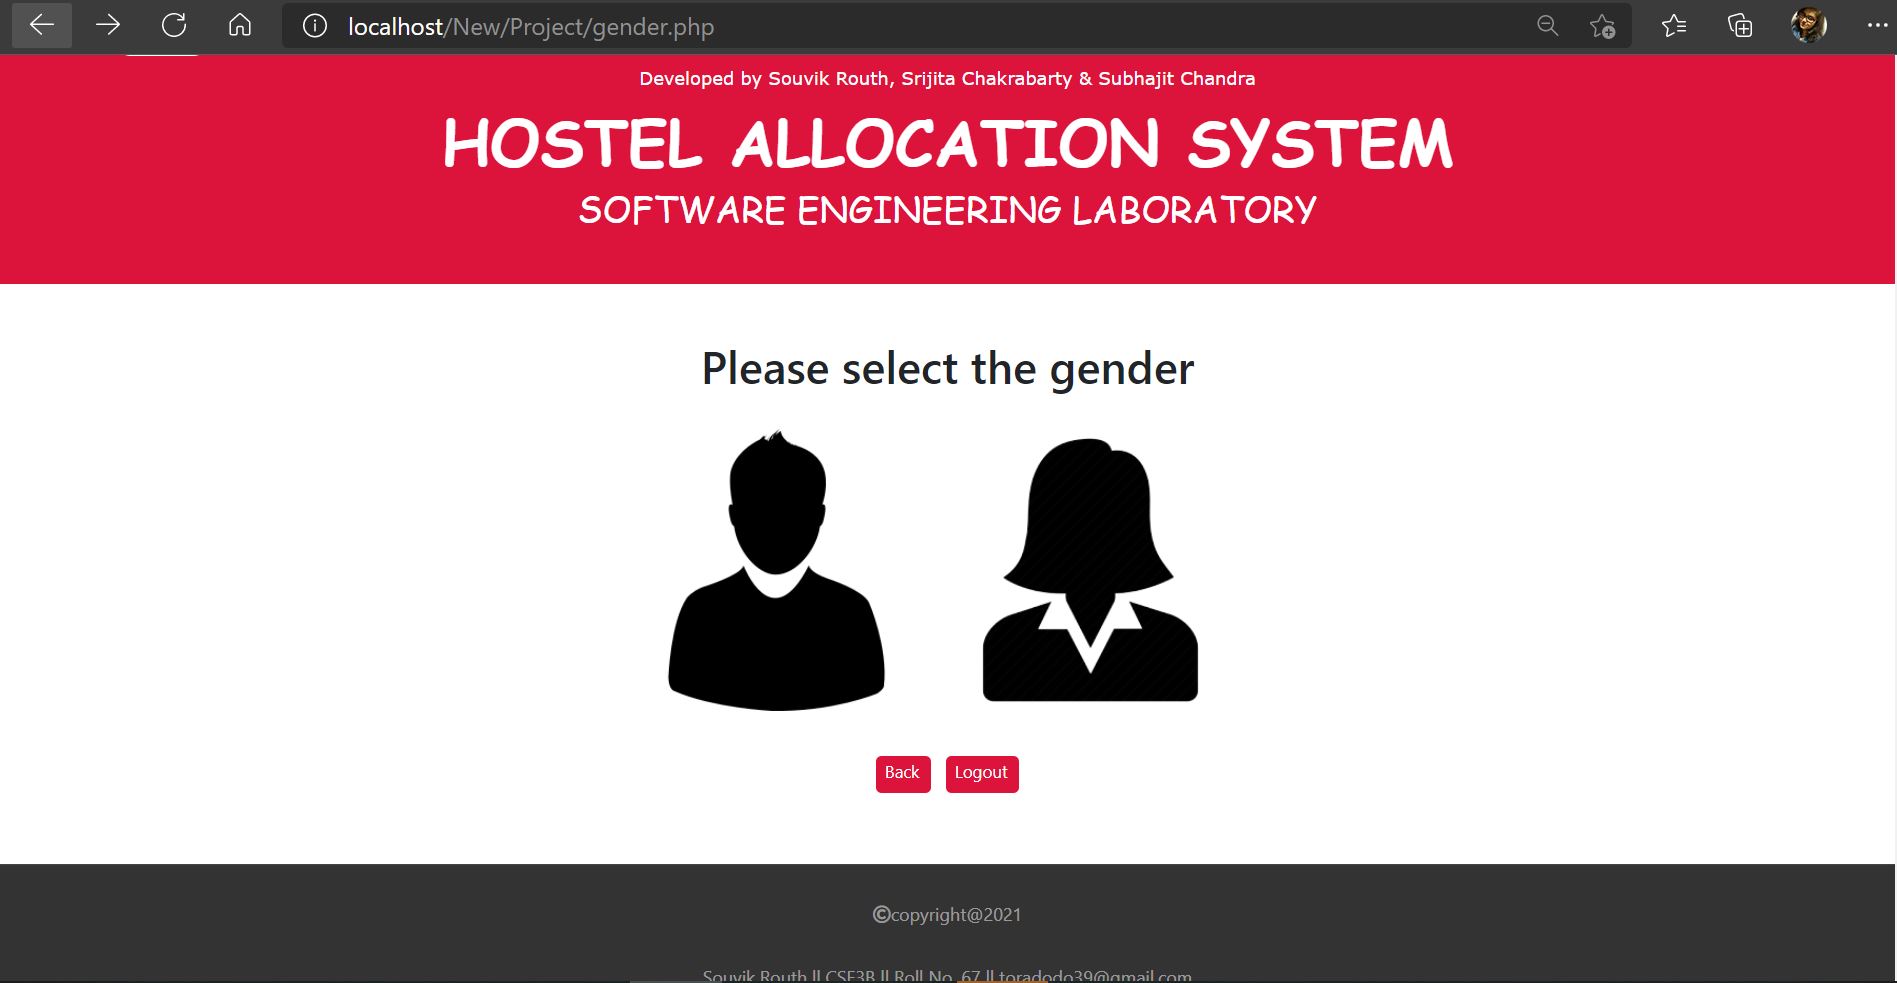 localhost/New/Project/gender.php
Developed by Souvik Routh, Srijita Chakrabarty & Subhajit Chandra
HOSTEL ALLOCATION SYSTEM
SOFTWARE ENGINEERING LABORATORY
Please select the gender
Back Logout
©copyright@2021
Souvik Routh || CSE3B || Roll No. 67 || toradodo39@gmail.com